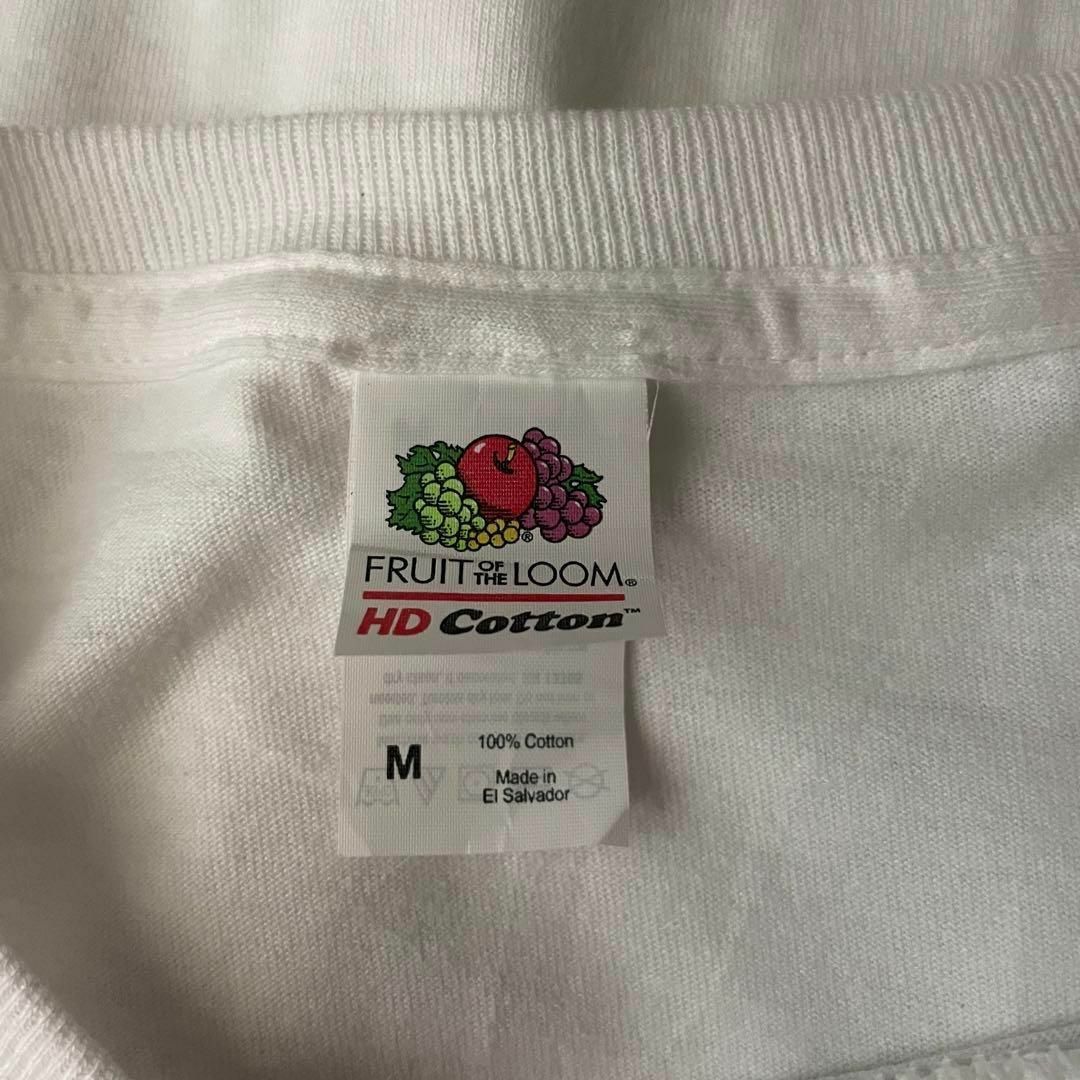 FRUIT OF THE LOOM®
HD Cotton™
M
100% Cotton
Made in
El Salvador